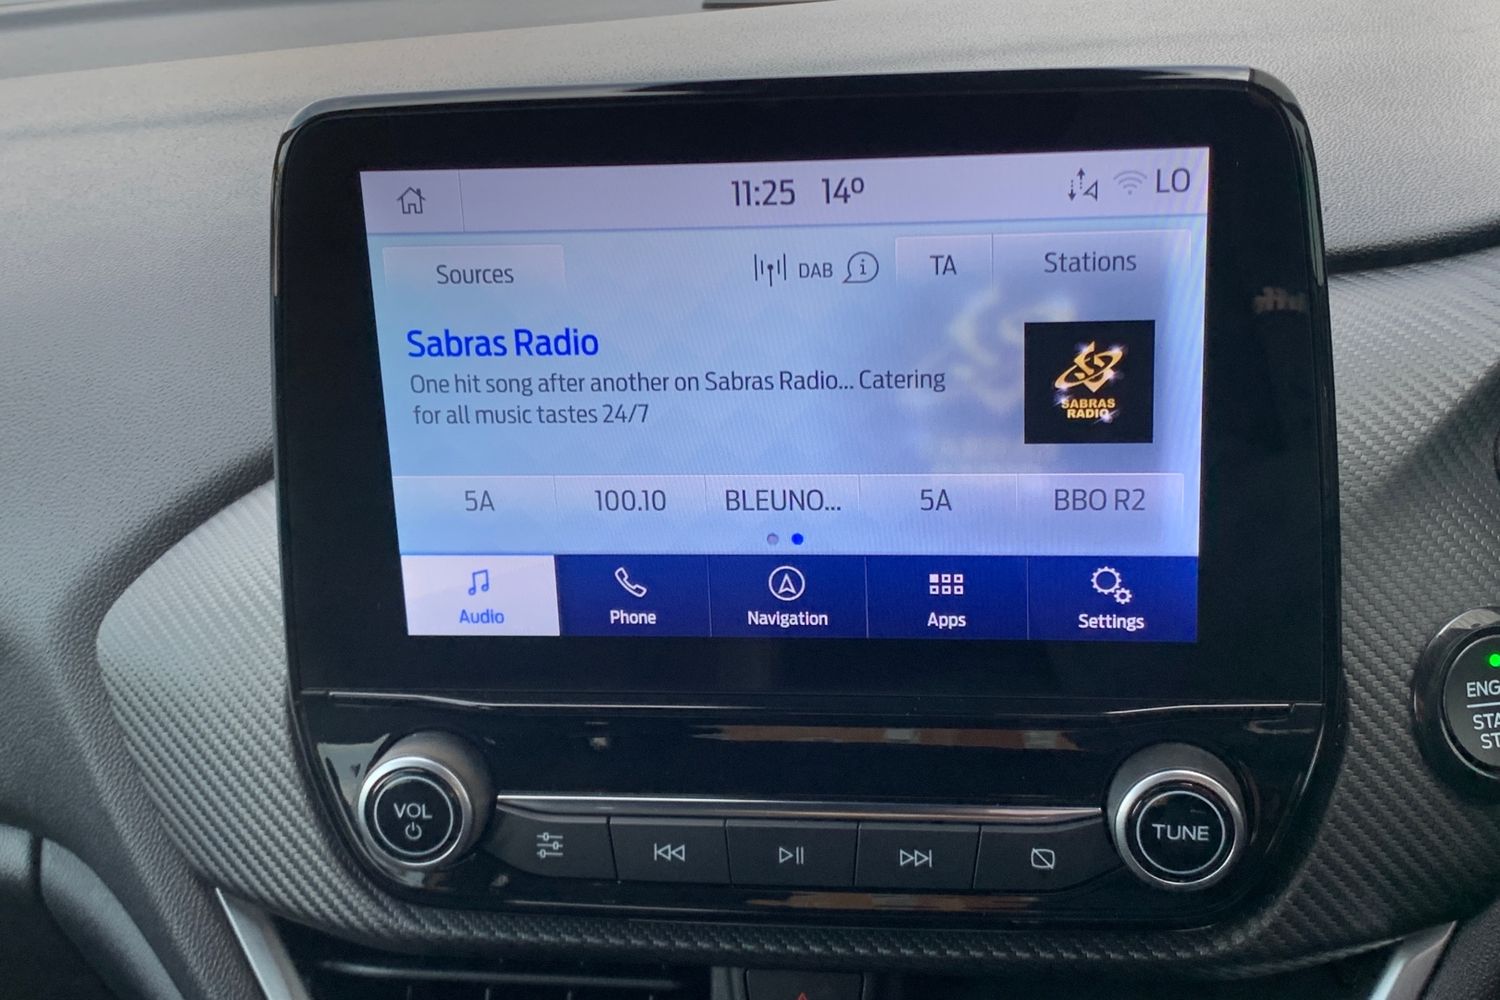 11:25 14º LO
Sources DAB TA Stations
Sabras Radio
One hit song after another on Sabras Radio... Catering
for all music tastes 24/7
SABRAS
RADIO
5A 100.10 BLEUNO... 5A BBO R2
Audio Phone Navigation Apps Settings
ENG
STA
ST
VOL
TUNE